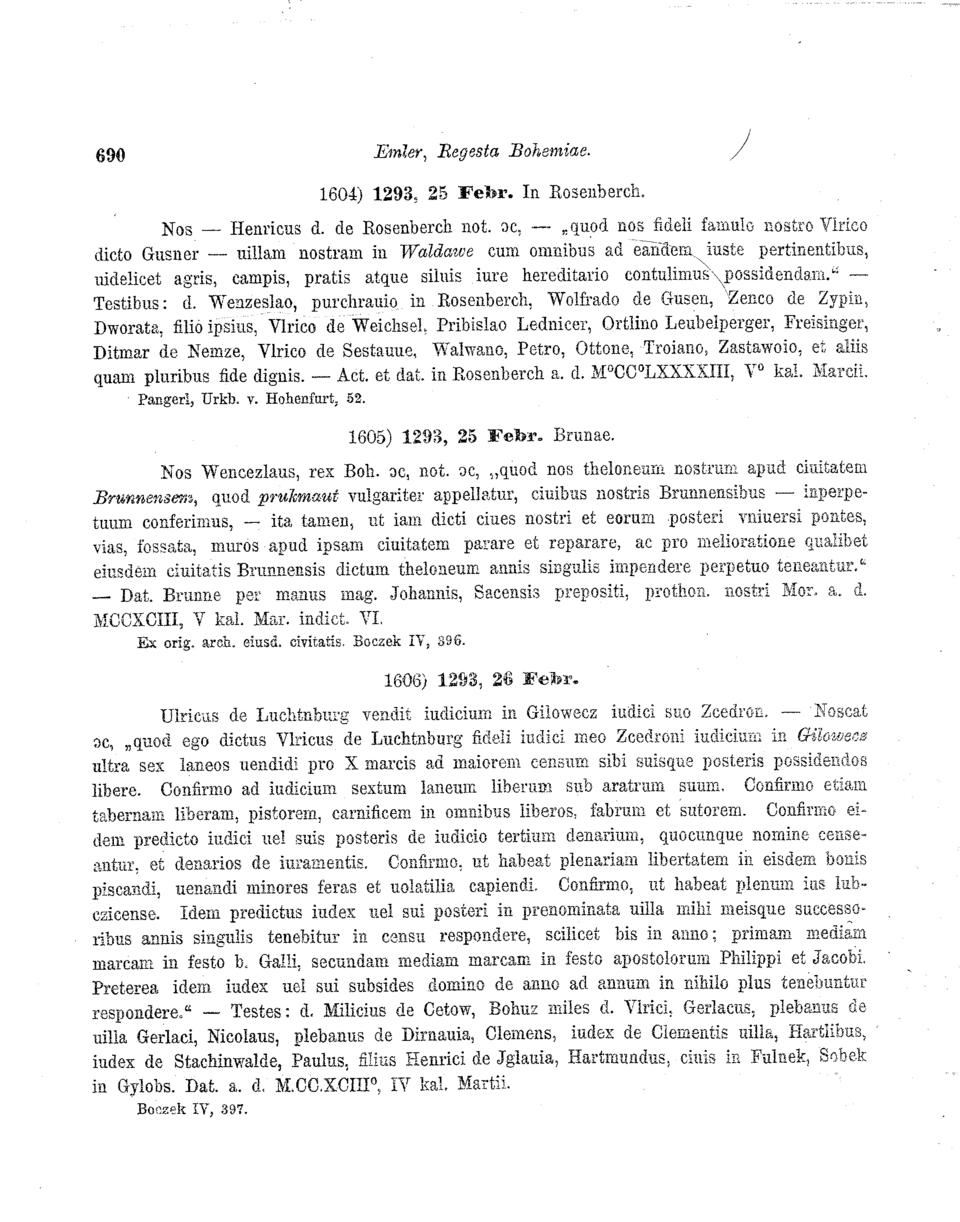 690 Emler, Regesta Bohemiae.
1604) 1293, 25 Febr. In Rosenberch.
Nos — Henricus d. de Rosenberch not. ɔc, — „quod nos fideli famulo nostro Vlrico
dicto Gusner — uillam nostram in Waldawe cum omnibus ad eandem iuste pertinentibus,
uidelicet agris, campis, pratis atque siluis iure hereditario contulimus possidendam.“ —
Testibus: d. Wenzeslao, purchrauio in Rosenberch, Wolfrado de Gusen, Zenco de Zypin,
Dworata, filio ipsius, Vlrico de Weichsel, Pribislao Lednicer, Ortlino Leubelperger, Freisinger,
Ditmar de Nemze, Vlrico de Sestauue, Walwano, Petro, Ottone, Troiano, Zastawoio, et aliis
quam pluribus fide dignis. — Act. et dat. in Rosenberch a. d. M⁰CC⁰LXXXXIII, V⁰ kal. Marcii.
Pangerl, Urkb. v. Hohenfurt, 52.
1605) 1293, 25 Febr. Brunae.
Nos Wencezlaus, rex Boh. ɔc, not. ɔc, „quod nos theloneum nostrum apud ciuitatem
Brunnensem, quod prukmaut vulgariter appellatur, ciuibus nostris Brunnensibus — inperpe-
tuum conferimus, — ita tamen, ut iam dicti ciues nostri et eorum posteri vniuersi pontes,
vias, fossata, muros apud ipsam ciuitatem parare et reparare, ac pro melioratione qualibet
eiusdem ciuitatis Brunnensis dictum theloneum annis singulis impendere perpetuo teneantur.“
— Dat. Brunne per manus mag. Johannis, Sacensis prepositi, prothon. nostri Mor. a. d.
MCCXCIII, V kal. Mar. indict. VI.
Ex orig. arch. eiusd. civitatis. Boczek IV, 396.
1606) 1293, 26 Febr.
Ulricus de Luchtnburg vendit iudicium in Gilowecz iudici suo Zcedron. — Noscat
ɔc, „quod ego dictus Vlricus de Luchtnburg fideli iudici meo Zcedroni iudicium in Gilowecz
ultra sex laneos uendidi pro X marcis ad maiorem censum sibi suisque posteris possidendos
libere. Confirmo ad iudicium sextum laneum liberum sub aratrum suum. Confirmo etiam
tabernam liberam, pistorem, carnificem in omnibus liberos, fabrum et sutorem. Confirmo ei-
dem predicto iudici uel suis posteris de iudicio tertium denarium, quocunque nomine cense-
antur, et denarios de iuramentis. Confirmo, ut habeat plenariam libertatem in eisdem bonis
piscandi, uenandi minores feras et uolatilia capiendi. Confirmo, ut habeat plenum ius lub-
czicense. Idem predictus iudex uel sui posteri in prenominata uilla mihi meisque successo-
ribus annis singulis tenebitur in censu respondere, scilicet bis in anno; primam mediam
marcam in festo b. Galli, secundam mediam marcam in festo apostolorum Philippi et Jacobi.
Preterea idem iudex uel sui subsides domino de anno ad annum in nihilo plus tenebuntur
respondere.“ — Testes: d. Milicius de Cetow, Bohuz miles d. Vlrici, Gerlacus, plebanus de
uilla Gerlaci, Nicolaus, plebanus de Dirnauia, Clemens, iudex de Clementis uilla, Hartlibus,
iudex de Stachinwalde, Paulus, filius Henrici de Jglauia, Hartmundus, ciuis in Fulnek, Sobek
in Gylobs. Dat. a. d. M.CC.XCIII⁰, IV kal. Martii.
Boczek IV, 397.